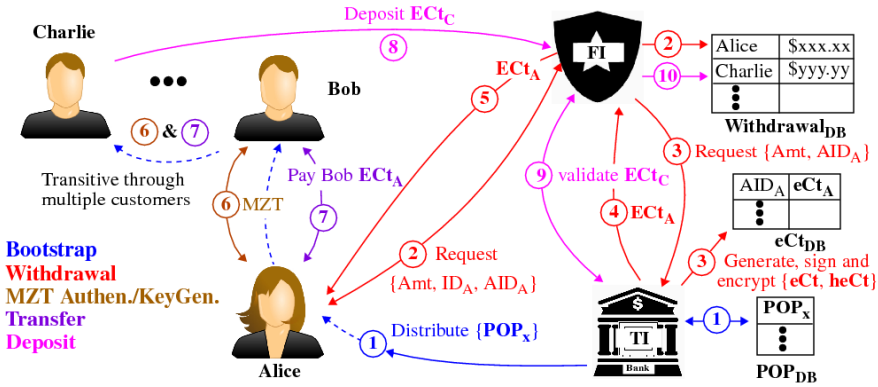 Deposit ECtC
8
Charlie
Bob
6 & 7
Transitive through
multiple customers
FI
2
10
Alice $xxx.xx
Charlie $yyy.yy
WithdrawalDB
ECtA
5
3 Request {Amt, AIDA}
9 validate ECtC
4 ECtA
AIDA eCtA
eCtDB
3 Generate, sign and
encrypt {eCt, heCt}
6 MZT
Pay Bob ECtA
7
2 Request
{Amt, IDA, AIDA}
Bootstrap
Withdrawal
MZT Authen./KeyGen.
Transfer
Deposit
Alice
1 Distribute {POPx}
$
TI
Bank
1
POPx
POPDB